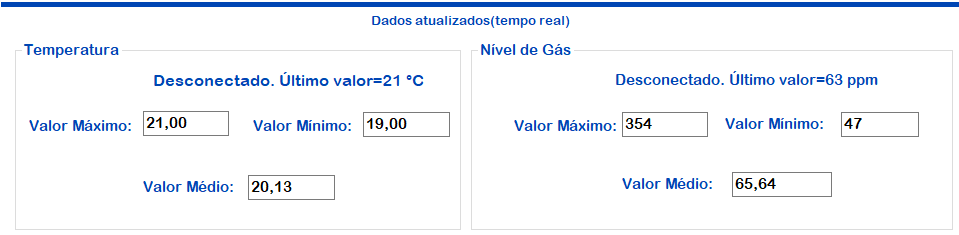 Dados atualizados(tempo real)
Temperatura
Desconectado. Último valor=21 °C
Valor Máximo: 21,00 Valor Mínimo: 19,00
Valor Médio: 20,13
Nível de Gás
Desconectado. Último valor=63 ppm
Valor Máximo: 354 Valor Mínimo: 47
Valor Médio: 65,64